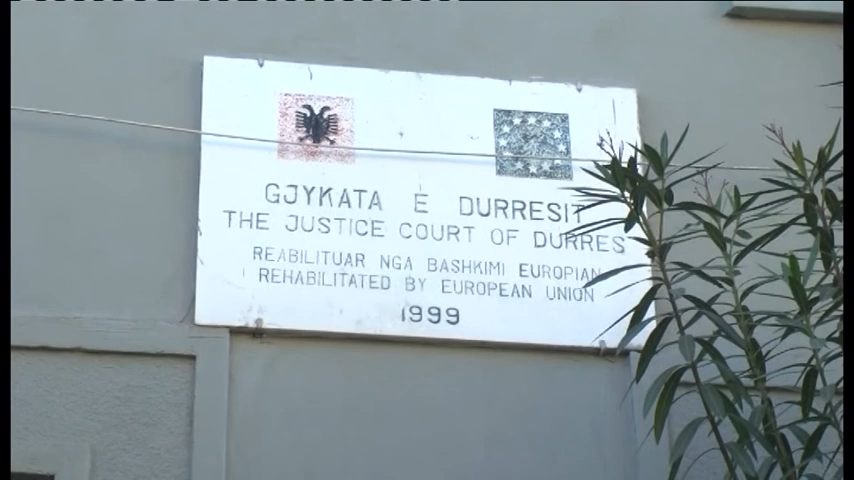 GJYKATA E DURRESIT
THE JUSTICE COURT OF DURRES
REABILITUAR NGA BASHKIMI EUROPIAN
REHABILITATED BY EUROPEAN UNION
1999